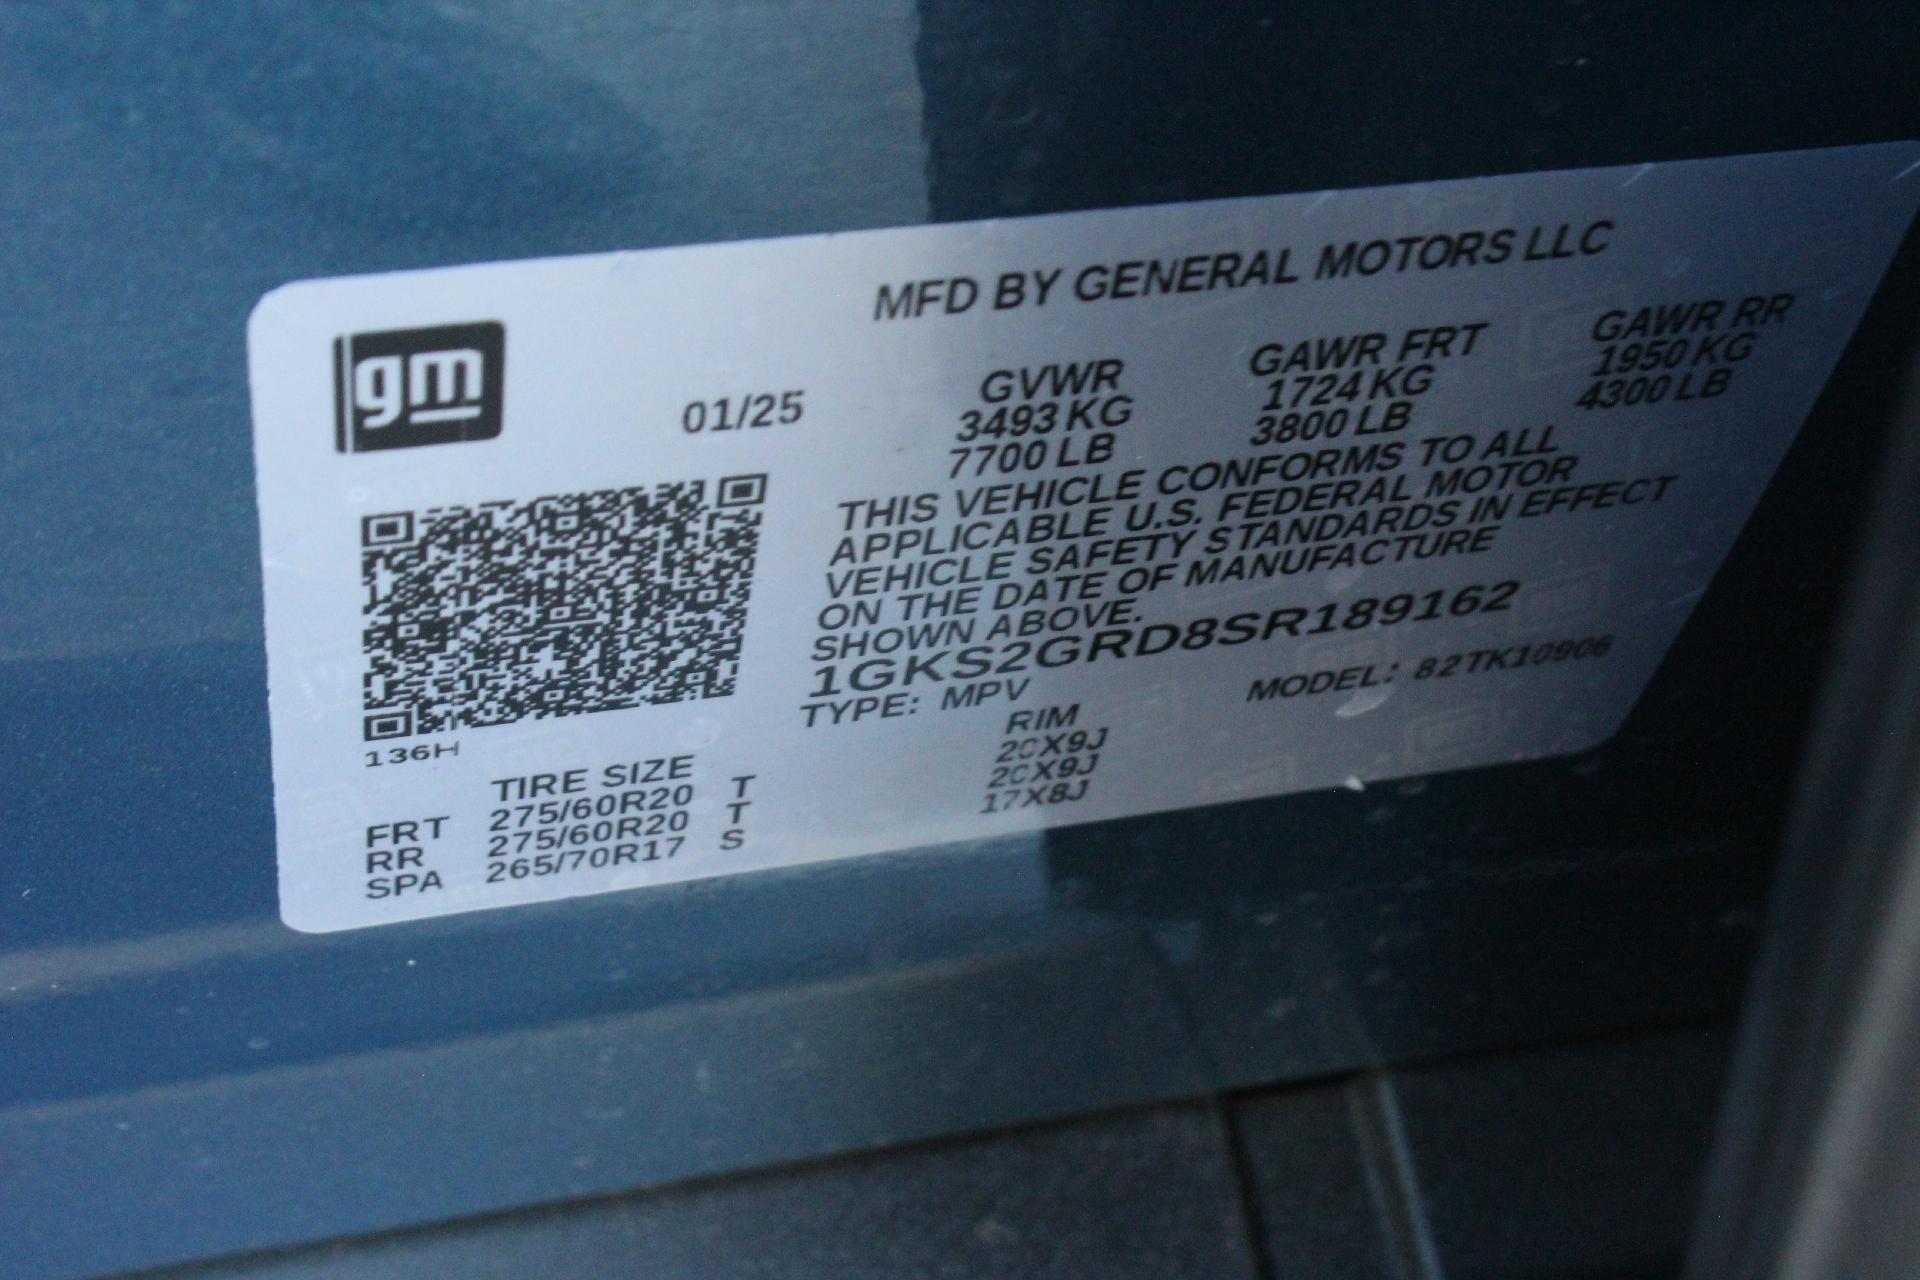 gm
MFD BY GENERAL MOTORS LLC
01/25
GVWR GAWR FRT GAWR RR
3493 KG 1724 KG 1950 KG
7700 LB 3800 LB 4300 LB
THIS VEHICLE CONFORMS TO ALL
APPLICABLE U.S. FEDERAL MOTOR
VEHICLE SAFETY STANDARDS IN EFFECT
ON THE DATE OF MANUFACTURE
SHOWN ABOVE.
1GKS2GRD8SR189162
TYPE: MPV MODEL: 82TK10906
136H
TIRE SIZE RIM
FRT 275/60R20 T 20X9J
RR 275/60R20 T 20X9J
SPA 265/70R17 S 17X8J